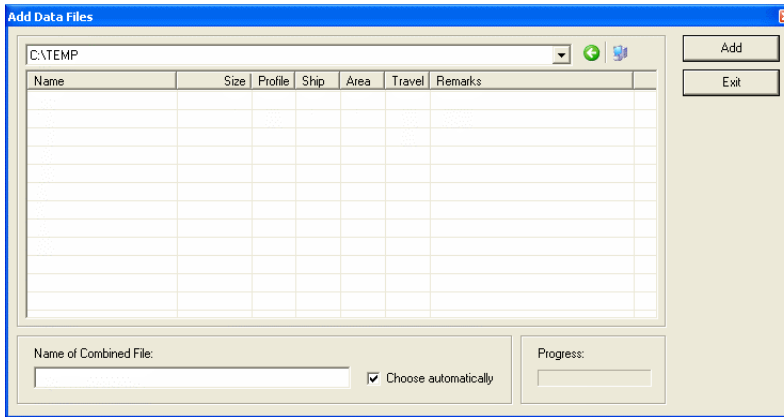 Add Data Files
C:\TEMP
Add
Exit
Name Size Profile Ship Area Travel Remarks
Name of Combined File:
Choose automatically
Progress: